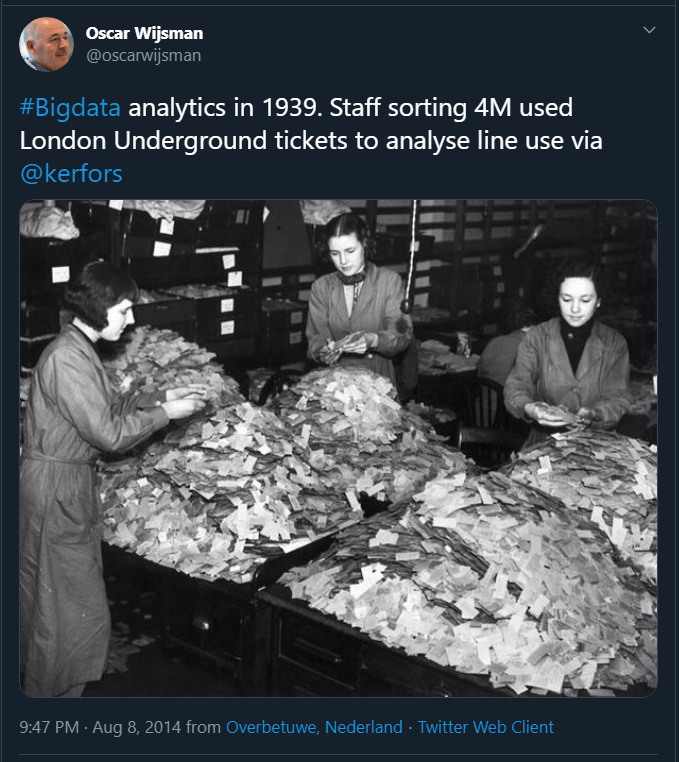 Oscar Wijsman
@oscarwijsman
#Bigdata analytics in 1939. Staff sorting 4M used
London Underground tickets to analyse line use via
@kerfors
9:47 PM · Aug 8, 2014 from Overbetuwe, Nederland · Twitter Web Client